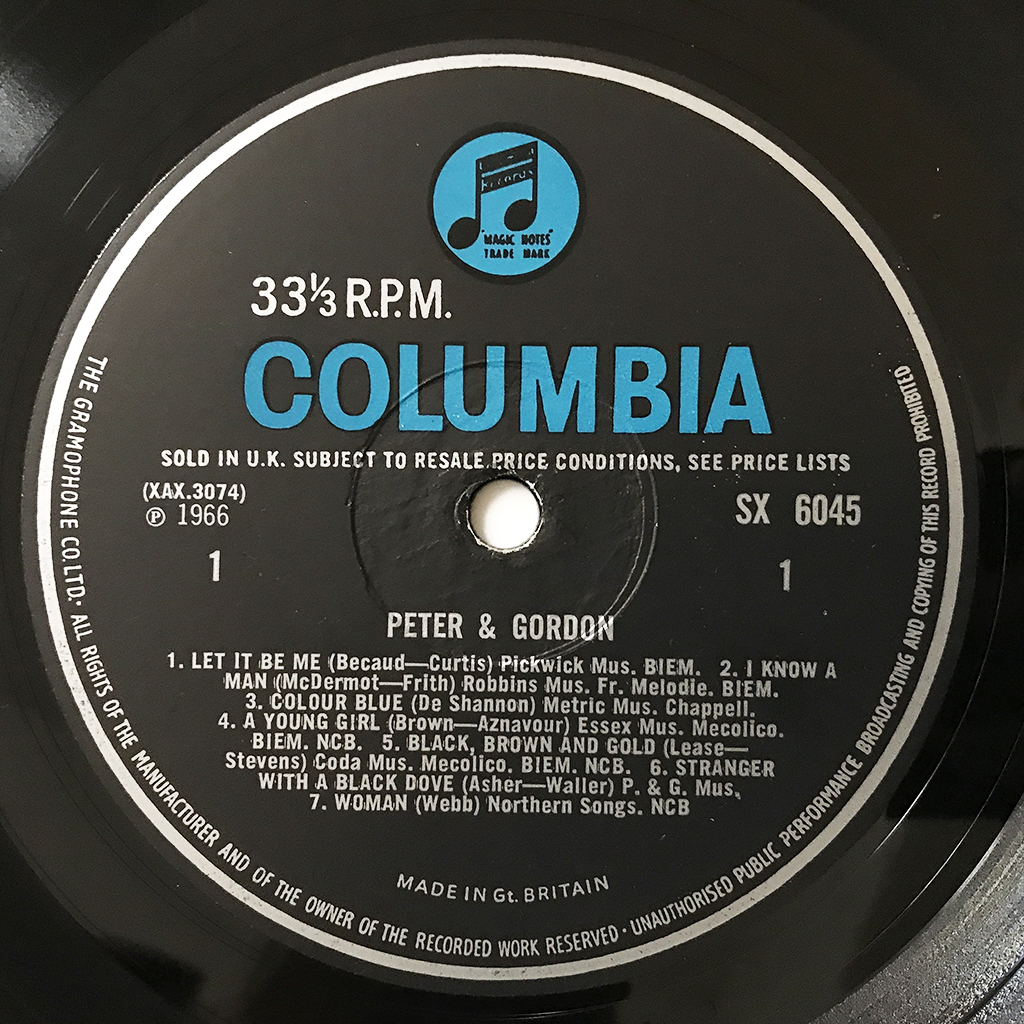 Records
"MAGIC NOTES"
TRADE MARK
33⅓ R.P.M.
COLUMBIA
SOLD IN U.K. SUBJECT TO RESALE PRICE CONDITIONS, SEE PRICE LISTS
(XAX.3074)
℗ 1966
SX 6045
1
1
PETER & GORDON
1. LET IT BE ME (Becaud—Curtis) Pickwick Mus. BIEM. 2. I KNOW A
MAN (McDermot—Frith) Robbins Mus. Fr. Melodie. BIEM.
3. COLOUR BLUE (De Shannon) Metric Mus. Chappell.
4. A YOUNG GIRL (Brown—Aznavour) Essex Mus. Mecolico.
BIEM. NCB. 5. BLACK, BROWN AND GOLD (Lease—
Stevens) Coda Mus. Mecolico. BIEM. NCB. 6. STRANGER
WITH A BLACK DOVE (Asher—Waller) P. & G. Mus.
7. WOMAN (Webb) Northern Songs. NCB
MADE IN Gt. BRITAIN
THE GRAMOPHONE CO. LTD. · ALL RIGHTS OF THE MANUFACTURER AND OF THE OWNER OF THE RECORDED WORK RESERVED · UNAUTHORISED PUBLIC PERFORMANCE BROADCASTING AND COPYING OF THIS RECORD PROHIBITED